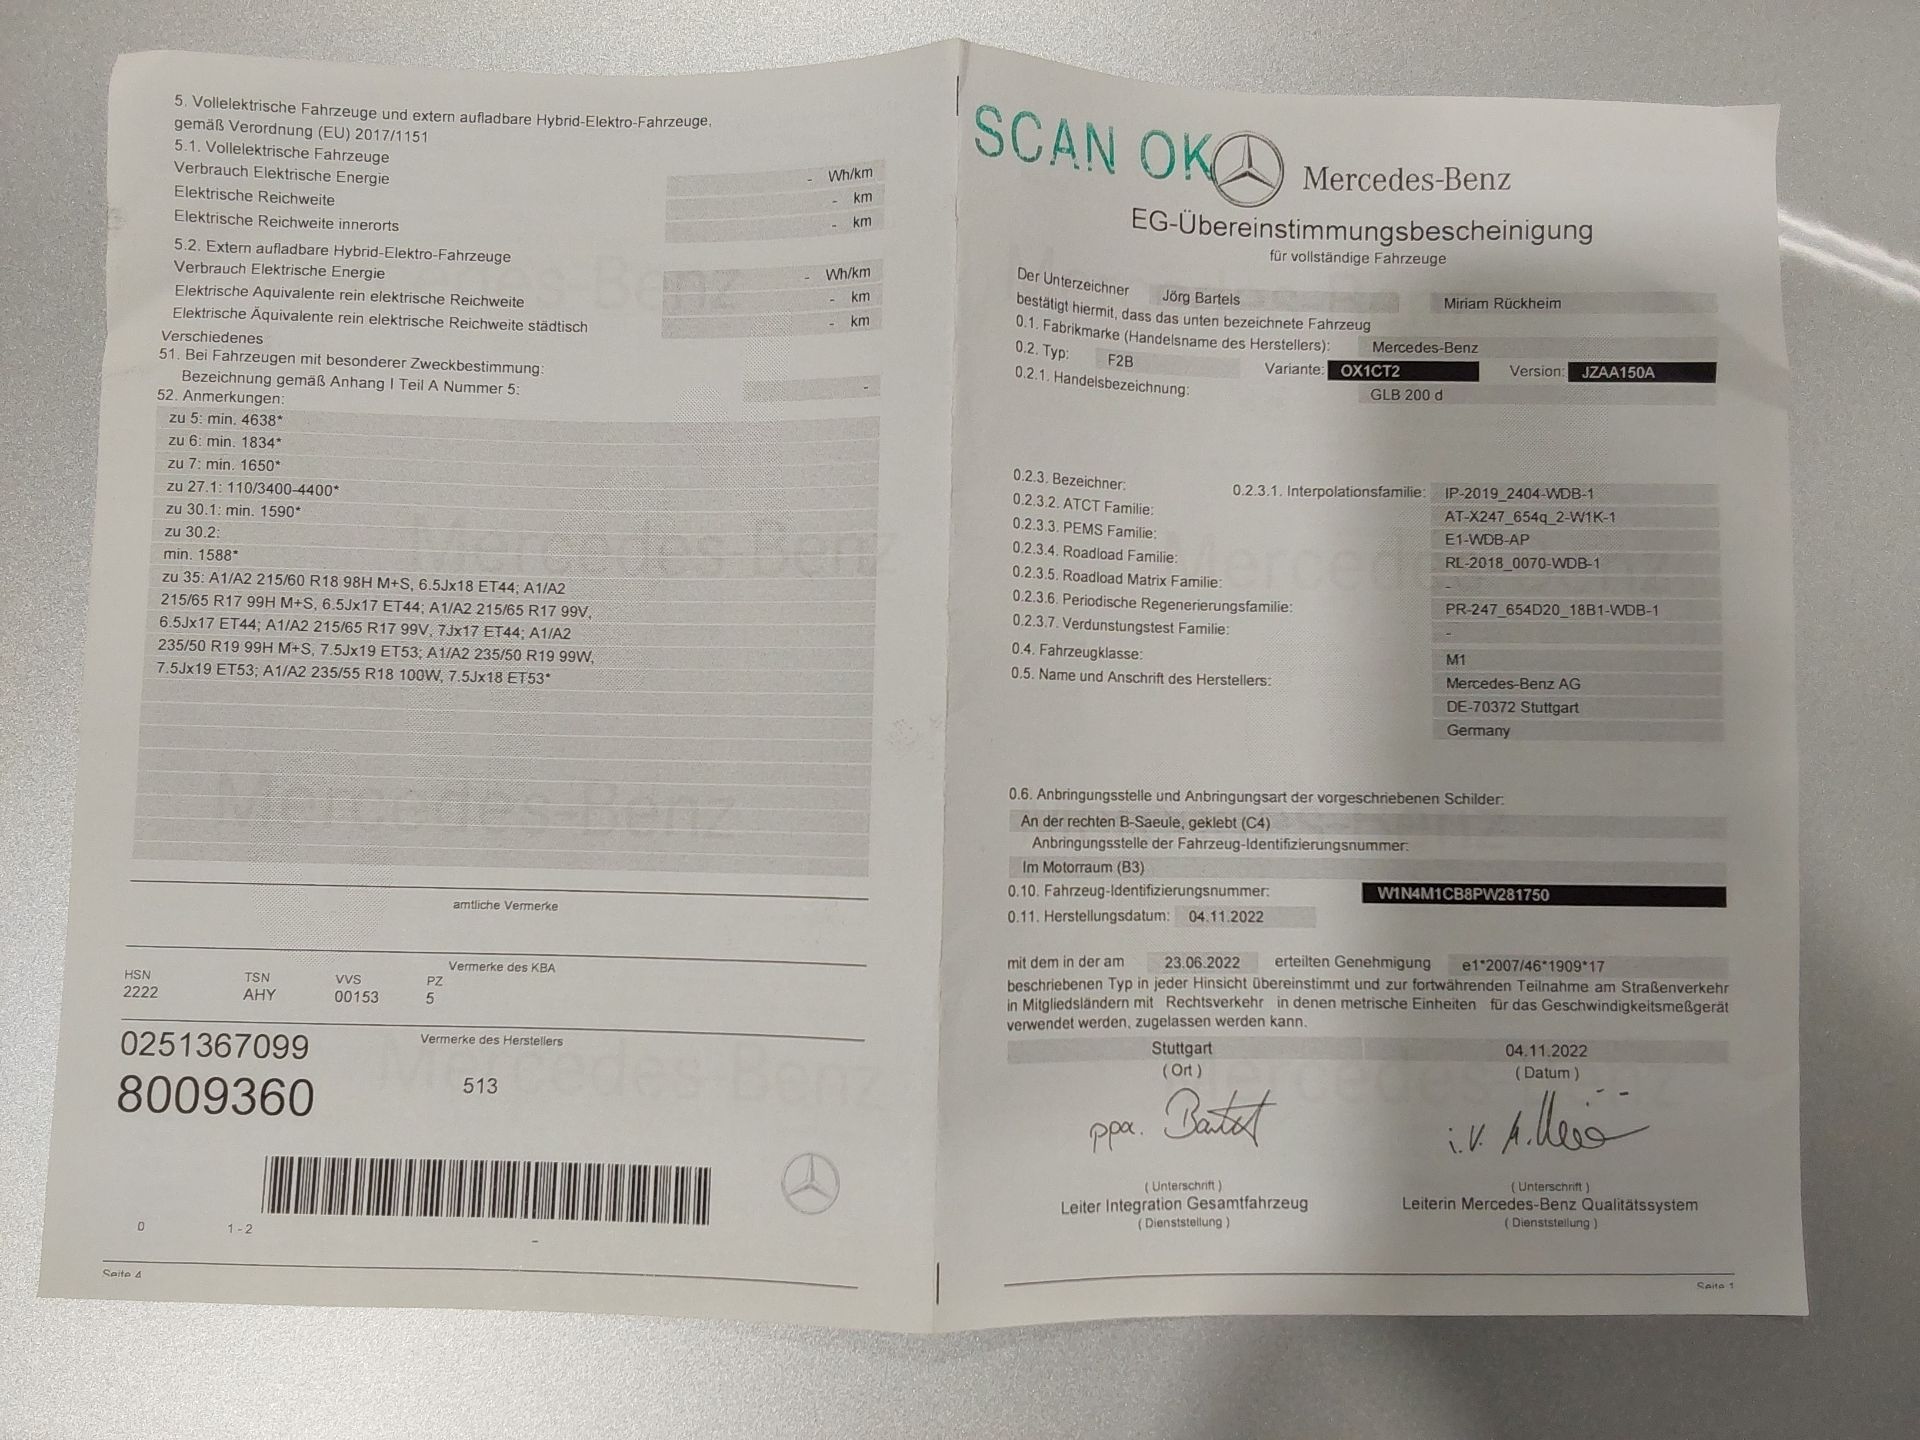 5. Vollelektrische Fahrzeuge und extern aufladbare Hybrid-Elektro-Fahrzeuge,
gemäß Verordnung (EU) 2017/1151
5.1. Vollelektrische Fahrzeuge
Verbrauch Elektrische Energie - Wh/km
Elektrische Reichweite - km
Elektrische Reichweite innerorts - km
5.2. Extern aufladbare Hybrid-Elektro-Fahrzeuge
Verbrauch Elektrische Energie - Wh/km
Elektrische Aquivalente rein elektrische Reichweite - km
Elektrische Äquivalente rein elektrische Reichweite städtisch - km
Verschiedenes
51. Bei Fahrzeugen mit besonderer Zweckbestimmung:
Bezeichnung gemäß Anhang I Teil A Nummer 5: -
52. Anmerkungen:
zu 5: min. 4638*
zu 6: min. 1834*
zu 7: min. 1650*
zu 27.1: 110/3400-4400*
zu 30.1: min. 1590*
zu 30.2:
min. 1588*
zu 35: A1/A2 215/60 R18 98H M+S, 6.5Jx18 ET44; A1/A2
215/65 R17 99H M+S, 6.5Jx17 ET44; A1/A2 215/65 R17 99V,
6.5Jx17 ET44; A1/A2 215/65 R17 99V, 7Jx17 ET44; A1/A2
235/50 R19 99H M+S, 7.5Jx19 ET53; A1/A2 235/50 R19 99W,
7.5Jx19 ET53; A1/A2 235/55 R18 100W, 7.5Jx18 ET53*
amtliche Vermerke
Vermerke des KBA
HSN TSN VVS PZ
2222 AHY 00153 5
Vermerke des Herstellers
0251367099
8009360 513
0 1-2 -
Seite 4
SCAN OK
Mercedes-Benz
EG-Übereinstimmungsbescheinigung
für vollständige Fahrzeuge
Der Unterzeichner Jörg Bartels Miriam Rückheim
bestätigt hiermit, dass das unten bezeichnete Fahrzeug
0.1. Fabrikmarke (Handelsname des Herstellers): Mercedes-Benz
0.2. Typ: F2B Variante: OX1CT2 Version: JZAA150A
0.2.1. Handelsbezeichnung: GLB 200 d
0.2.3. Bezeichner: 0.2.3.1. Interpolationsfamilie: IP-2019_2404-WDB-1
0.2.3.2. ATCT Familie: AT-X247_654q_2-W1K-1
0.2.3.3. PEMS Familie: E1-WDB-AP
0.2.3.4. Roadload Familie: RL-2018_0070-WDB-1
0.2.3.5. Roadload Matrix Familie: -
0.2.3.6. Periodische Regenerierungsfamilie: PR-247_654D20_18B1-WDB-1
0.2.3.7. Verdunstungstest Familie: -
0.4. Fahrzeugklasse: M1
0.5. Name und Anschrift des Herstellers: Mercedes-Benz AG
DE-70372 Stuttgart
Germany
0.6. Anbringungsstelle und Anbringungsart der vorgeschriebenen Schilder:
An der rechten B-Saeule, geklebt (C4)
Anbringungsstelle der Fahrzeug-Identifizierungsnummer:
Im Motorraum (B3)
0.10. Fahrzeug-Identifizierungsnummer: W1N4M1CB8PW281750
0.11. Herstellungsdatum: 04.11.2022
mit dem in der am 23.06.2022 erteilten Genehmigung e1*2007/46*1909*17
beschriebenen Typ in jeder Hinsicht übereinstimmt und zur fortwährenden Teilnahme am Straßenverkehr
in Mitgliedsländern mit Rechtsverkehr in denen metrische Einheiten für das Geschwindigkeitsmeßgerät
verwendet werden, zugelassen werden kann.
Stuttgart 04.11.2022
( Ort ) ( Datum )
ppa. i.V.
( Unterschrift ) ( Unterschrift )
Leiter Integration Gesamtfahrzeug Leiterin Mercedes-Benz Qualitätssystem
( Dienststellung ) ( Dienststellung )
Seite 1